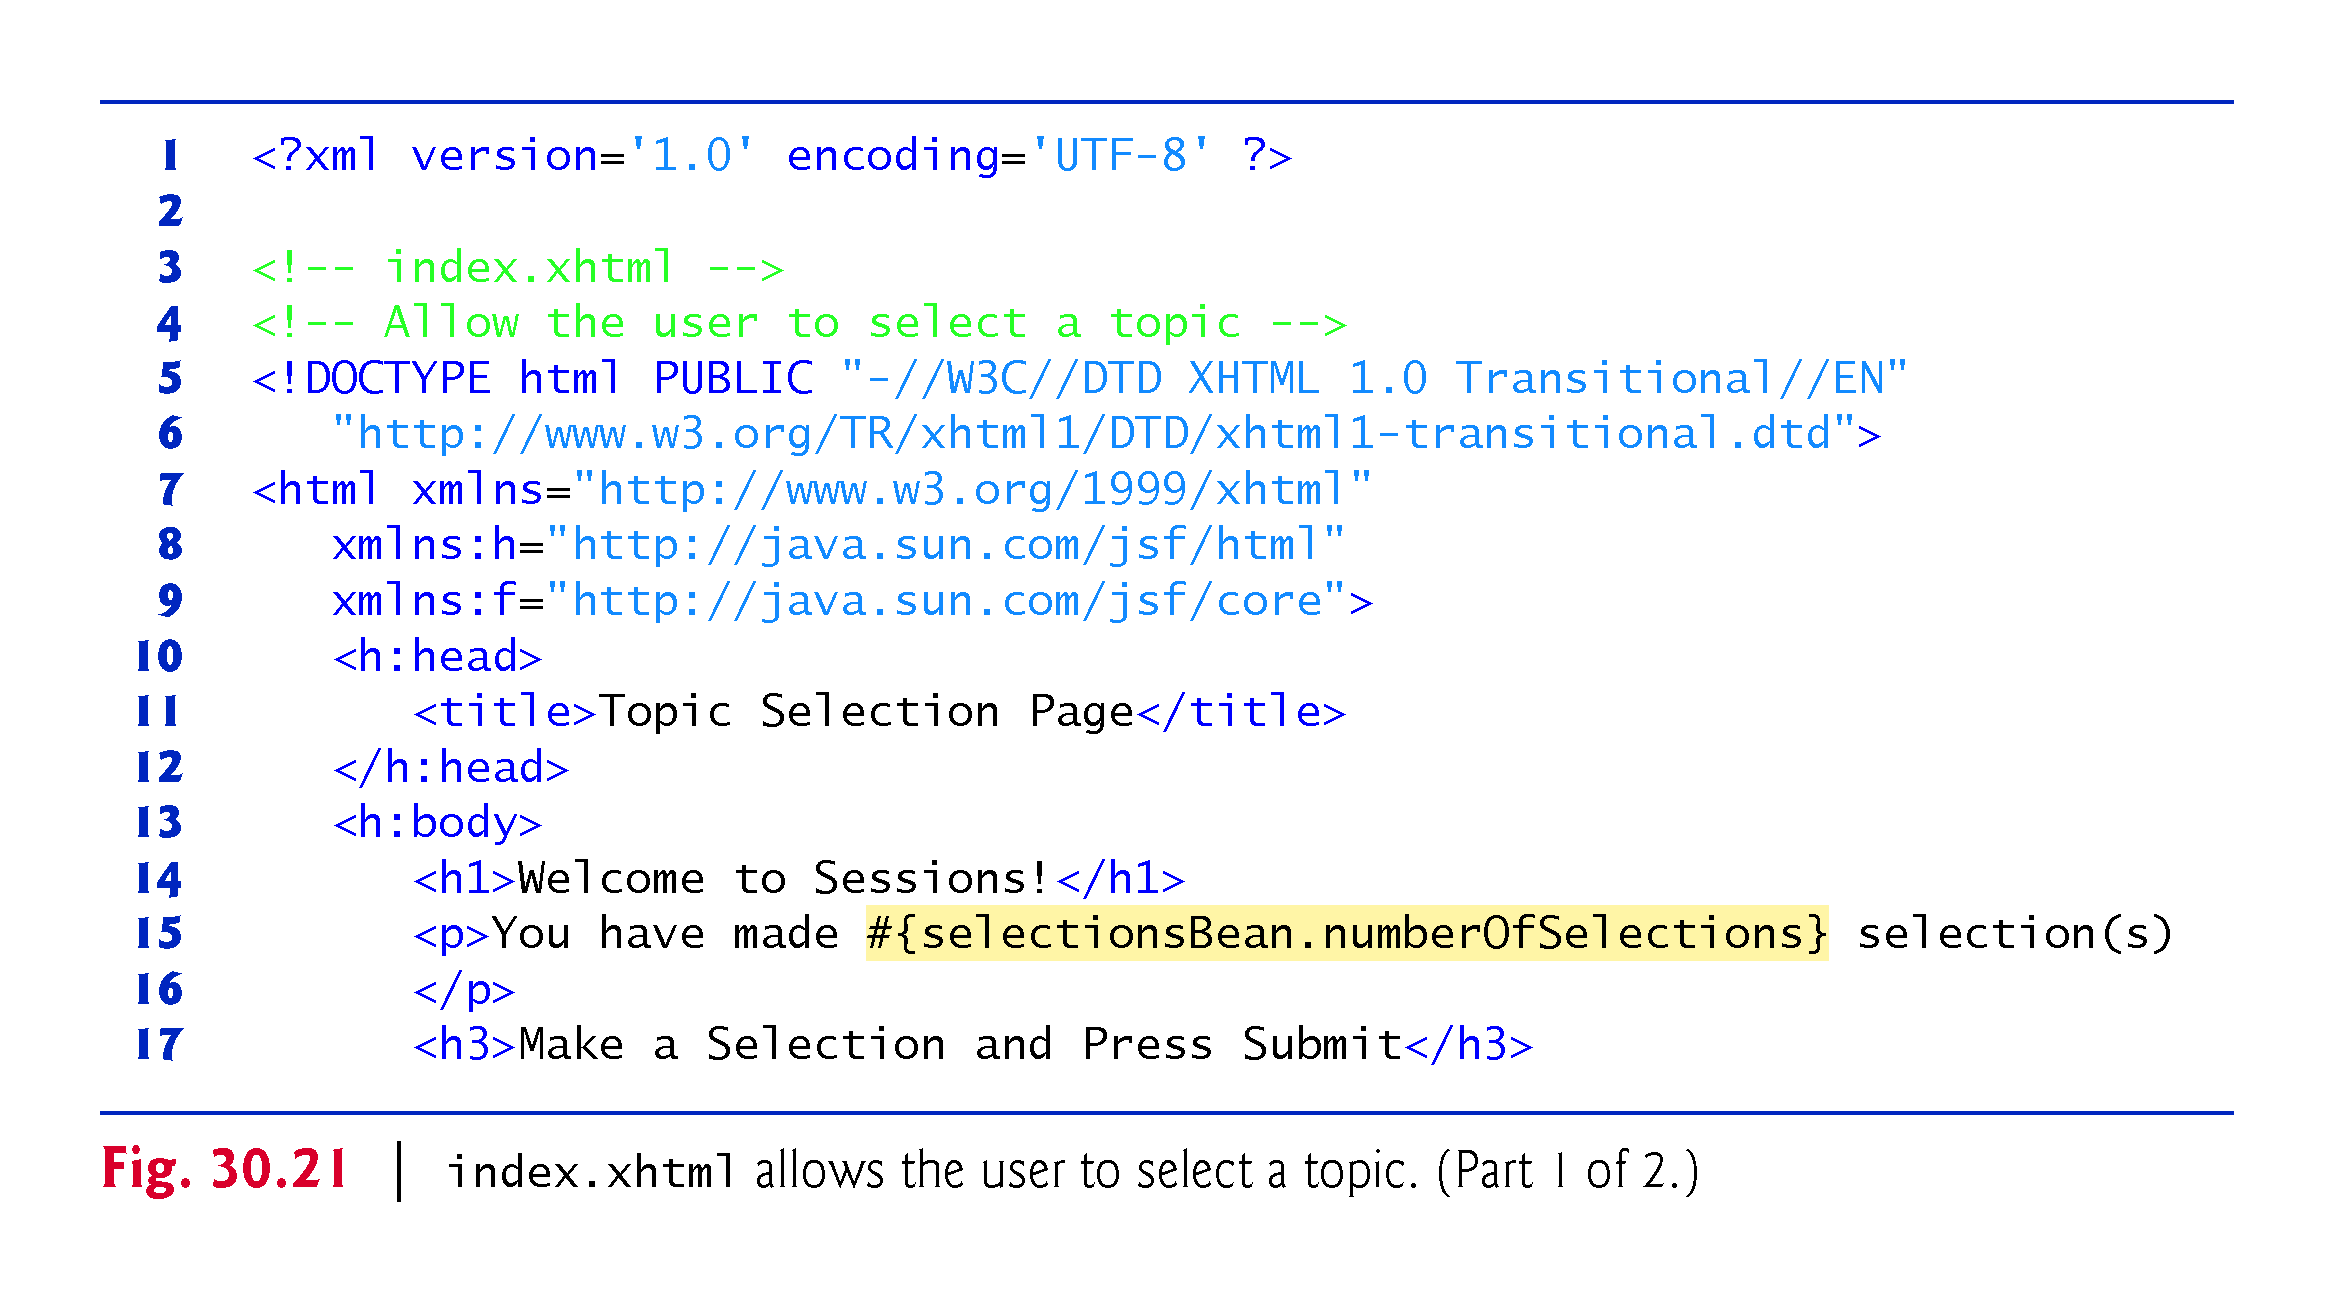 1 <?xml version='1.0' encoding='UTF-8' ?>
2
3 <!-- index.xhtml -->
4 <!-- Allow the user to select a topic -->
5 <!DOCTYPE html PUBLIC "-//W3C//DTD XHTML 1.0 Transitional//EN"
6    "http://www.w3.org/TR/xhtml1/DTD/xhtml1-transitional.dtd">
7 <html xmlns="http://www.w3.org/1999/xhtml"
8    xmlns:h="http://java.sun.com/jsf/html"
9    xmlns:f="http://java.sun.com/jsf/core">
10    <h:head>
11       <title>Topic Selection Page</title>
12    </h:head>
13    <h:body>
14       <h1>Welcome to Sessions!</h1>
15       <p>You have made #{selectionsBean.numberOfSelections} selection(s)
16       </p>
17       <h3>Make a Selection and Press Submit</h3>
Fig. 30.21 | index.xhtml allows the user to select a topic. (Part 1 of 2.)